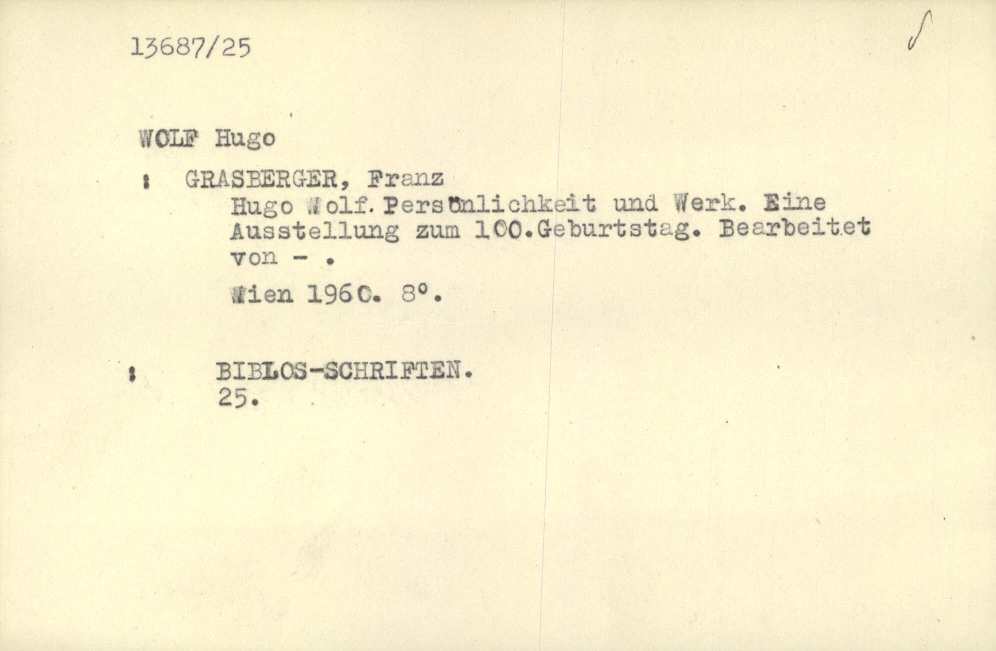 13687/25
WOLF Hugo
: GRASBERGER, Franz
Hugo Wolf. Persönlichkeit und Werk. Eine
Ausstellung zum 100.Geburtstag. Bearbeitet
von - .
Wien 1960. 8°.
: BIBLOS-SCHRIFTEN.
25.